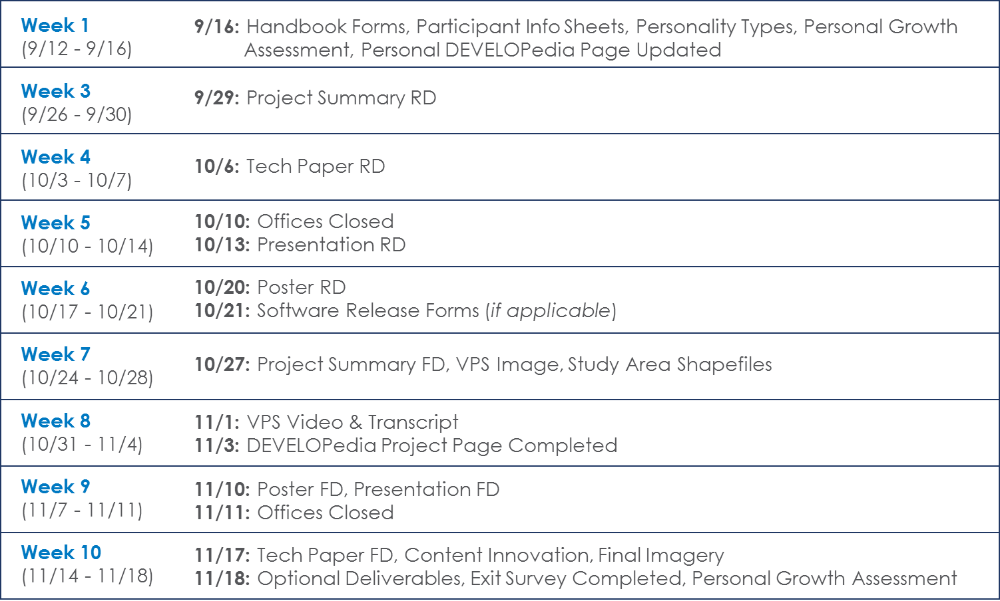 Week 1
(9/12 - 9/16)
9/16: Handbook Forms, Participant Info Sheets, Personality Types, Personal Growth
Assessment, Personal DEVELOPedia Page Updated
Week 3
(9/26 - 9/30)
9/29: Project Summary RD
Week 4
(10/3 - 10/7)
10/6: Tech Paper RD
Week 5
(10/10 - 10/14)
10/10: Offices Closed
10/13: Presentation RD
Week 6
(10/17 - 10/21)
10/20: Poster RD
10/21: Software Release Forms (if applicable)
Week 7
(10/24 - 10/28)
10/27: Project Summary FD, VPS Image, Study Area Shapefiles
Week 8
(10/31 - 11/4)
11/1: VPS Video & Transcript
11/3: DEVELOPedia Project Page Completed
Week 9
(11/7 - 11/11)
11/10: Poster FD, Presentation FD
11/11: Offices Closed
Week 10
(11/14 - 11/18)
11/17: Tech Paper FD, Content Innovation, Final Imagery
11/18: Optional Deliverables, Exit Survey Completed, Personal Growth Assessment